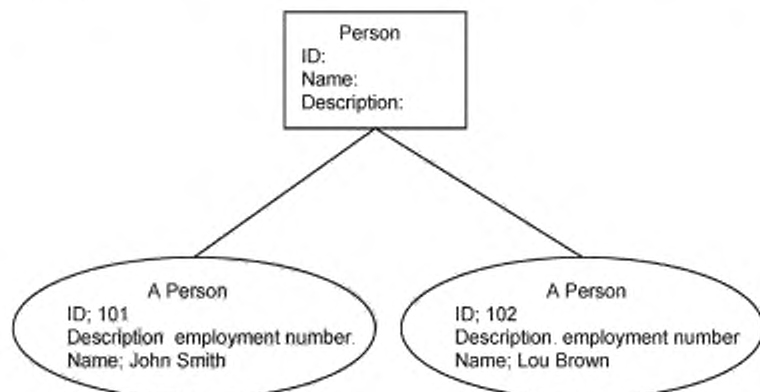 Person
ID:
Name:
Description:
A Person
ID; 101
Description employment number.
Name; John Smith
A Person
ID; 102
Description. employment number
Name; Lou Brown